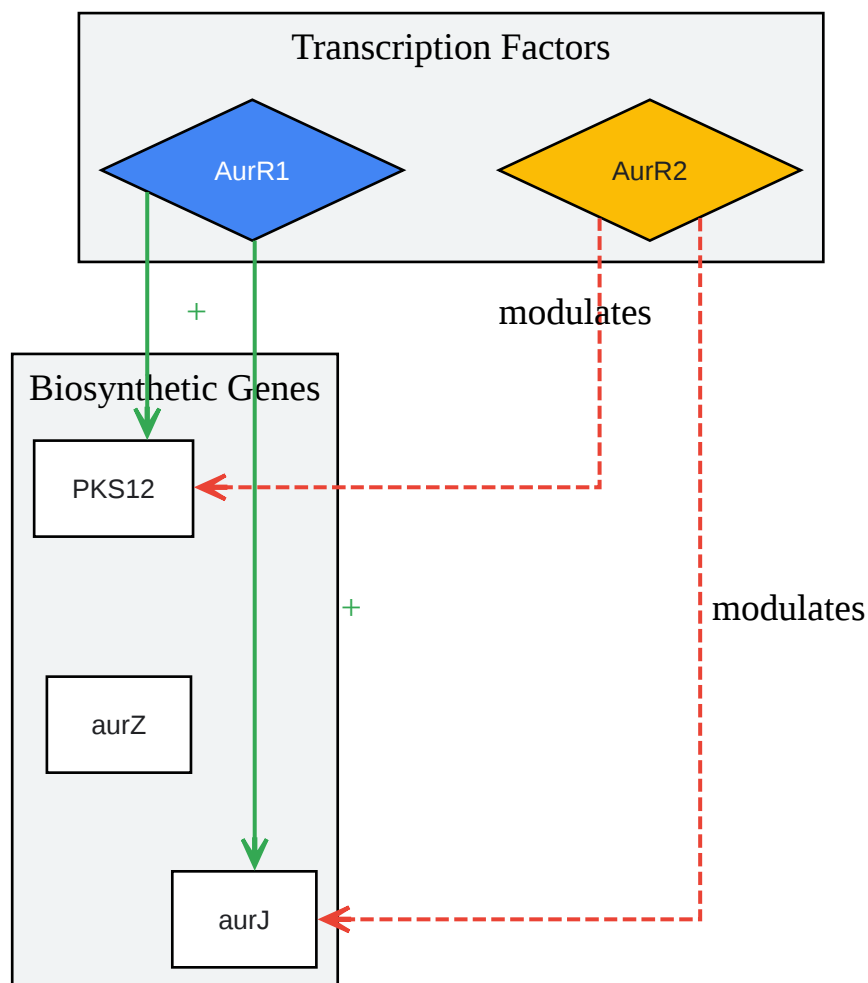 Transcription Factors
AurR1
AurR2
+
modulates
Biosynthetic Genes
PKS12
+
modulates
aurZ
aurJ